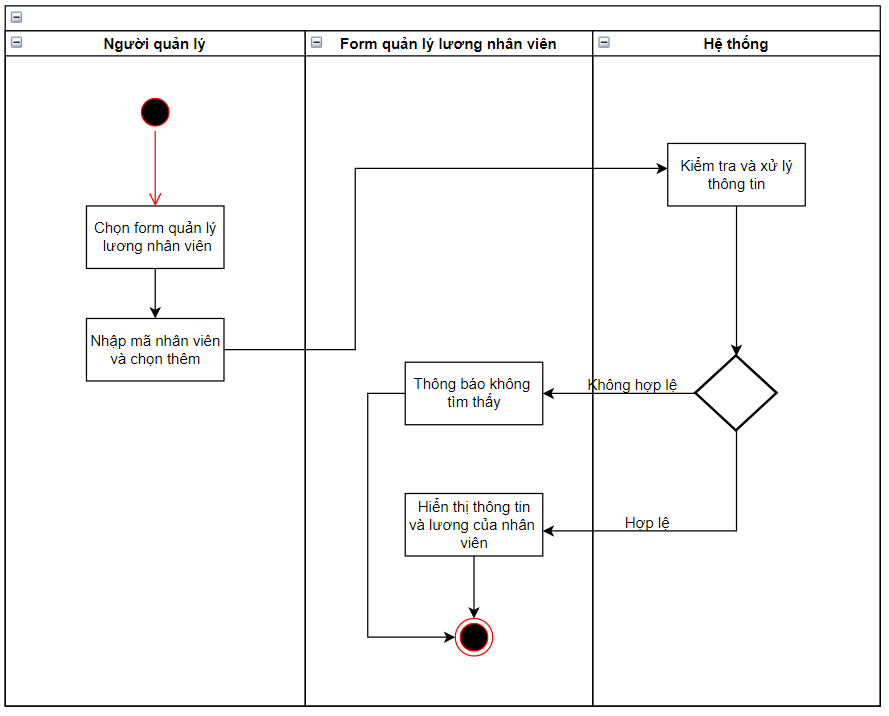 Người quản lý
Form quản lý lương nhân viên
Hệ thống
Chọn form quản lý
lương nhân viên
Nhập mã nhân viên
và chọn thêm
Kiểm tra và xử lý
thông tin
Không hợp lệ
Thông báo không
tìm thấy
Hợp lệ
Hiển thị thông tin
và lương của nhân
viên